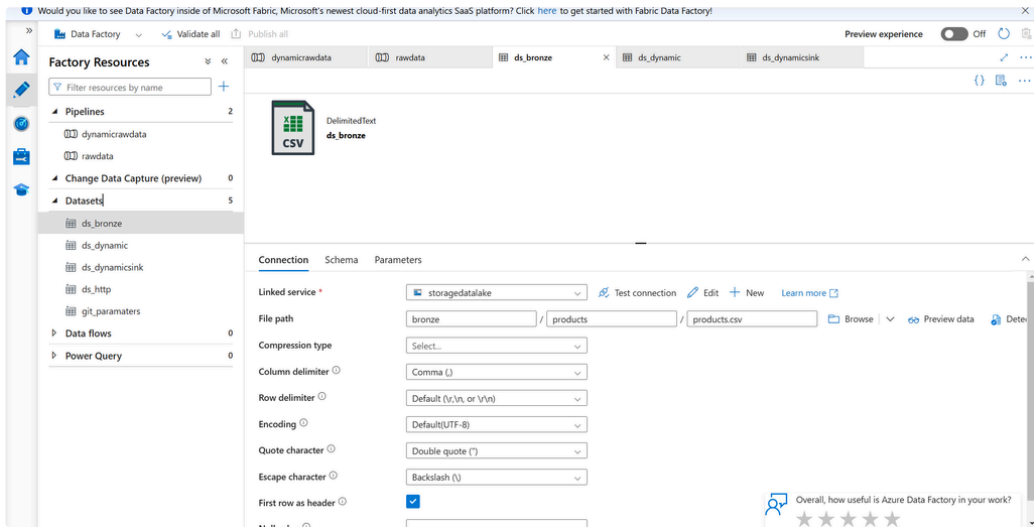 Would you like to see Data Factory inside of Microsoft Fabric, Microsoft's newest cloud-first data analytics SaaS platform? Click here to get started with Fabric Data Factory!
Data Factory Validate all Publish all Preview experience Off
Factory Resources
dynamicrawdata rawdata ds_bronze ds_dynamic ds_dynamicsink
Filter resources by name
Pipelines 2
dynamicrawdata
rawdata
Change Data Capture (preview) 0
Datasets 5
ds_bronze
ds_dynamic
ds_dynamicsink
ds_http
git_paramaters
Data flows 0
Power Query 0
CSV
DelimitedText
ds_bronze
Connection Schema Parameters
Linked service * storagedatalake Test connection Edit New Learn more
File path bronze / products / products.csv Browse Preview data Detec
Compression type Select...
Column delimiter Comma (,)
Row delimiter Default (\r,\n, or \r\n)
Encoding Default(UTF-8)
Quote character Double quote (")
Escape character Backslash (\)
First row as header
Overall, how useful is Azure Data Factory in your work?